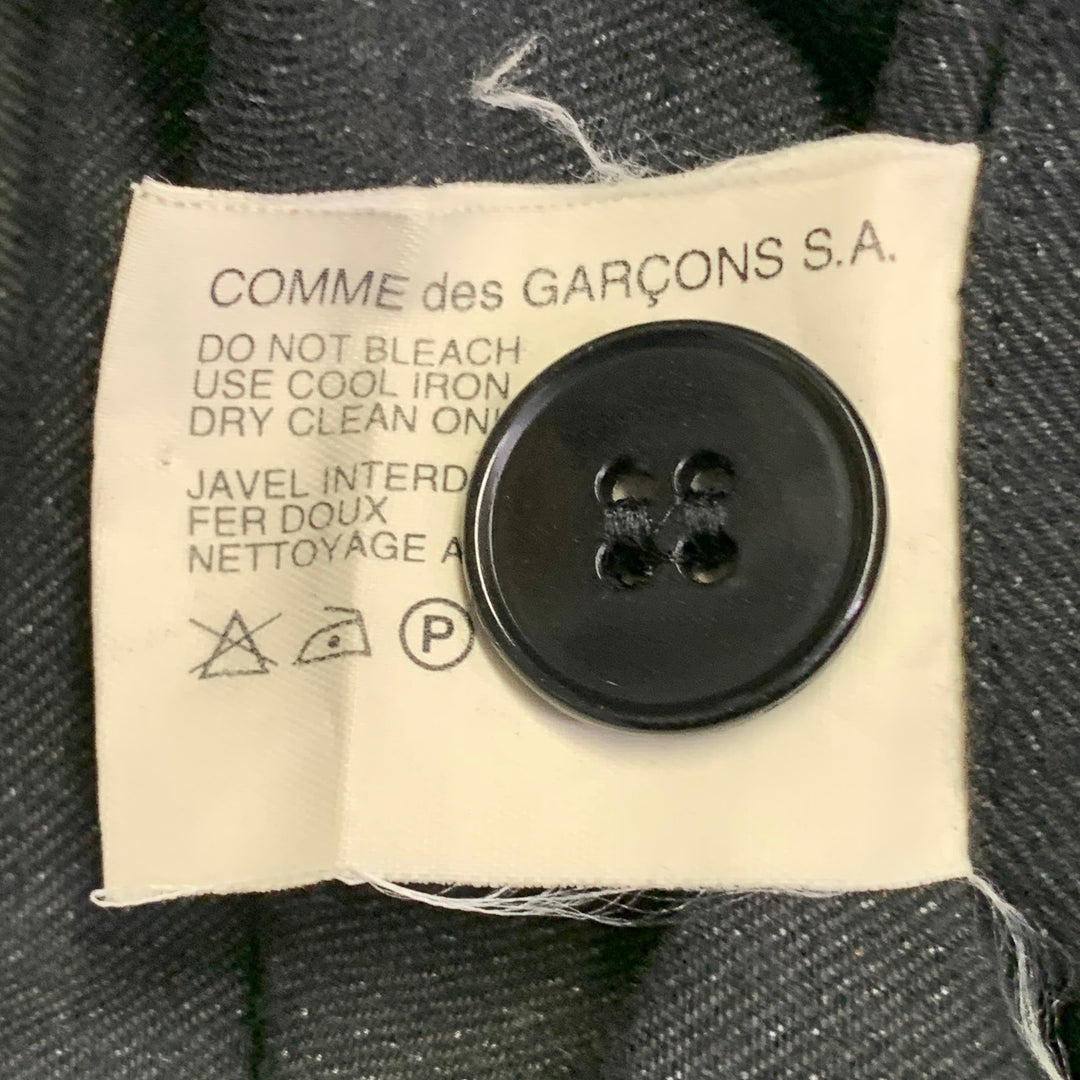 COMME des GARÇONS S.A.
DO NOT BLEACH
USE COOL IRON
DRY CLEAN
JAVEL
FER DOUX
NETTOYAGE A
P